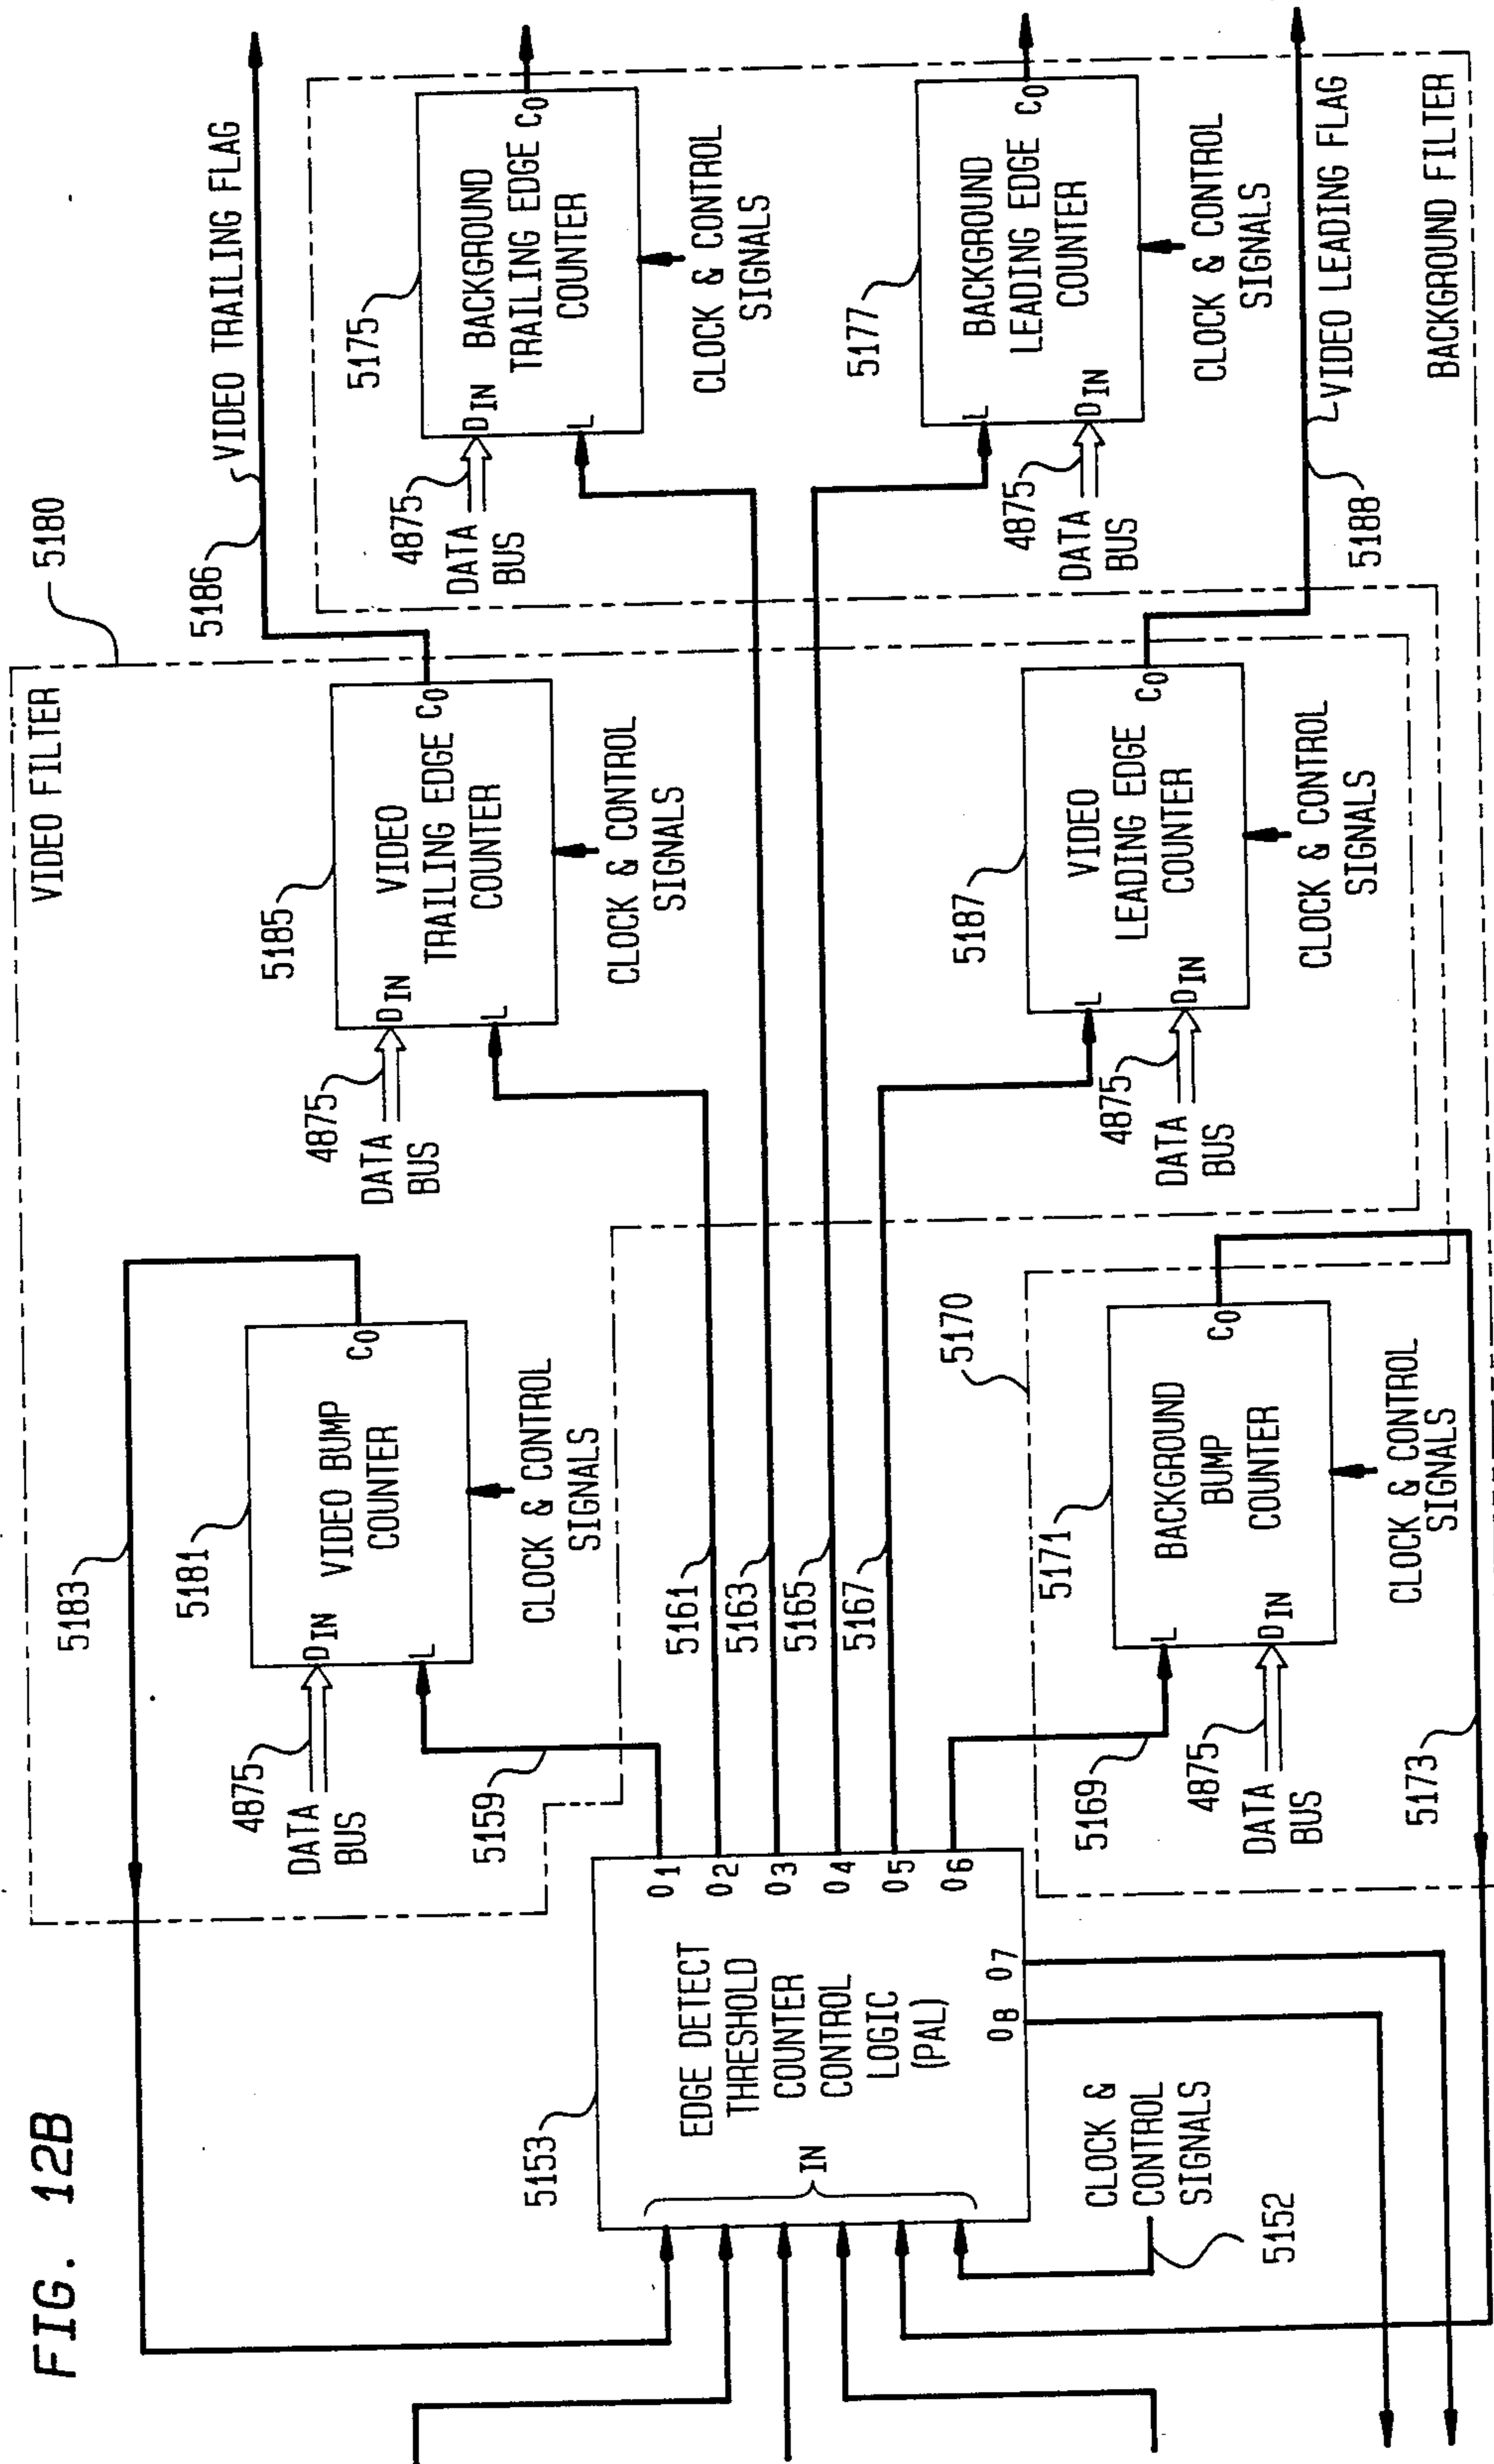 FIG. 12B
VIDEO FILTER
5180
5183
5181
VIDEO BUMP
COUNTER
DIN
L
C0
4875
DATA
BUS
CLOCK & CONTROL
SIGNALS
5159
5185
VIDEO
TRAILING EDGE
COUNTER
DIN
L
C0
4875
DATA
BUS
CLOCK & CONTROL
SIGNALS
5186
VIDEO TRAILING FLAG
5175
BACKGROUND
TRAILING EDGE
COUNTER
DIN
L
C0
4875
DATA
BUS
CLOCK & CONTROL
SIGNALS
5153
EDGE DETECT
THRESHOLD
COUNTER
CONTROL
LOGIC
(PAL)
IN
O1
O2
O3
O4
O5
O6
O7
O8
5161
5163
5165
5167
CLOCK &
CONTROL
SIGNALS
5152
5169
5170
5171
BACKGROUND
BUMP
COUNTER
L
DIN
C0
4875
DATA
BUS
CLOCK & CONTROL
SIGNALS
5173
5187
VIDEO
LEADING EDGE
COUNTER
L
DIN
C0
4875
DATA
BUS
CLOCK & CONTROL
SIGNALS
5177
BACKGROUND
LEADING EDGE
COUNTER
L
DIN
C0
4875
DATA
BUS
CLOCK & CONTROL
SIGNALS
5188
VIDEO LEADING FLAG
BACKGROUND FILTER